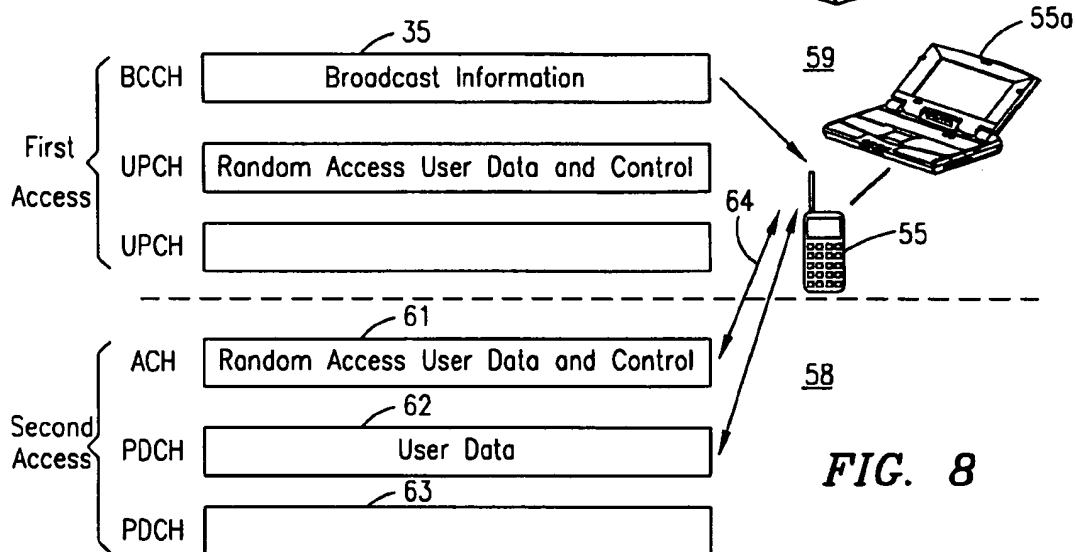 55a
35
59
BCCH Broadcast Information
First Access
UPCH Random Access User Data and Control
64
55
UPCH
61
ACH Random Access User Data and Control
58
62
Second Access
PDCH User Data
FIG. 8
63
PDCH